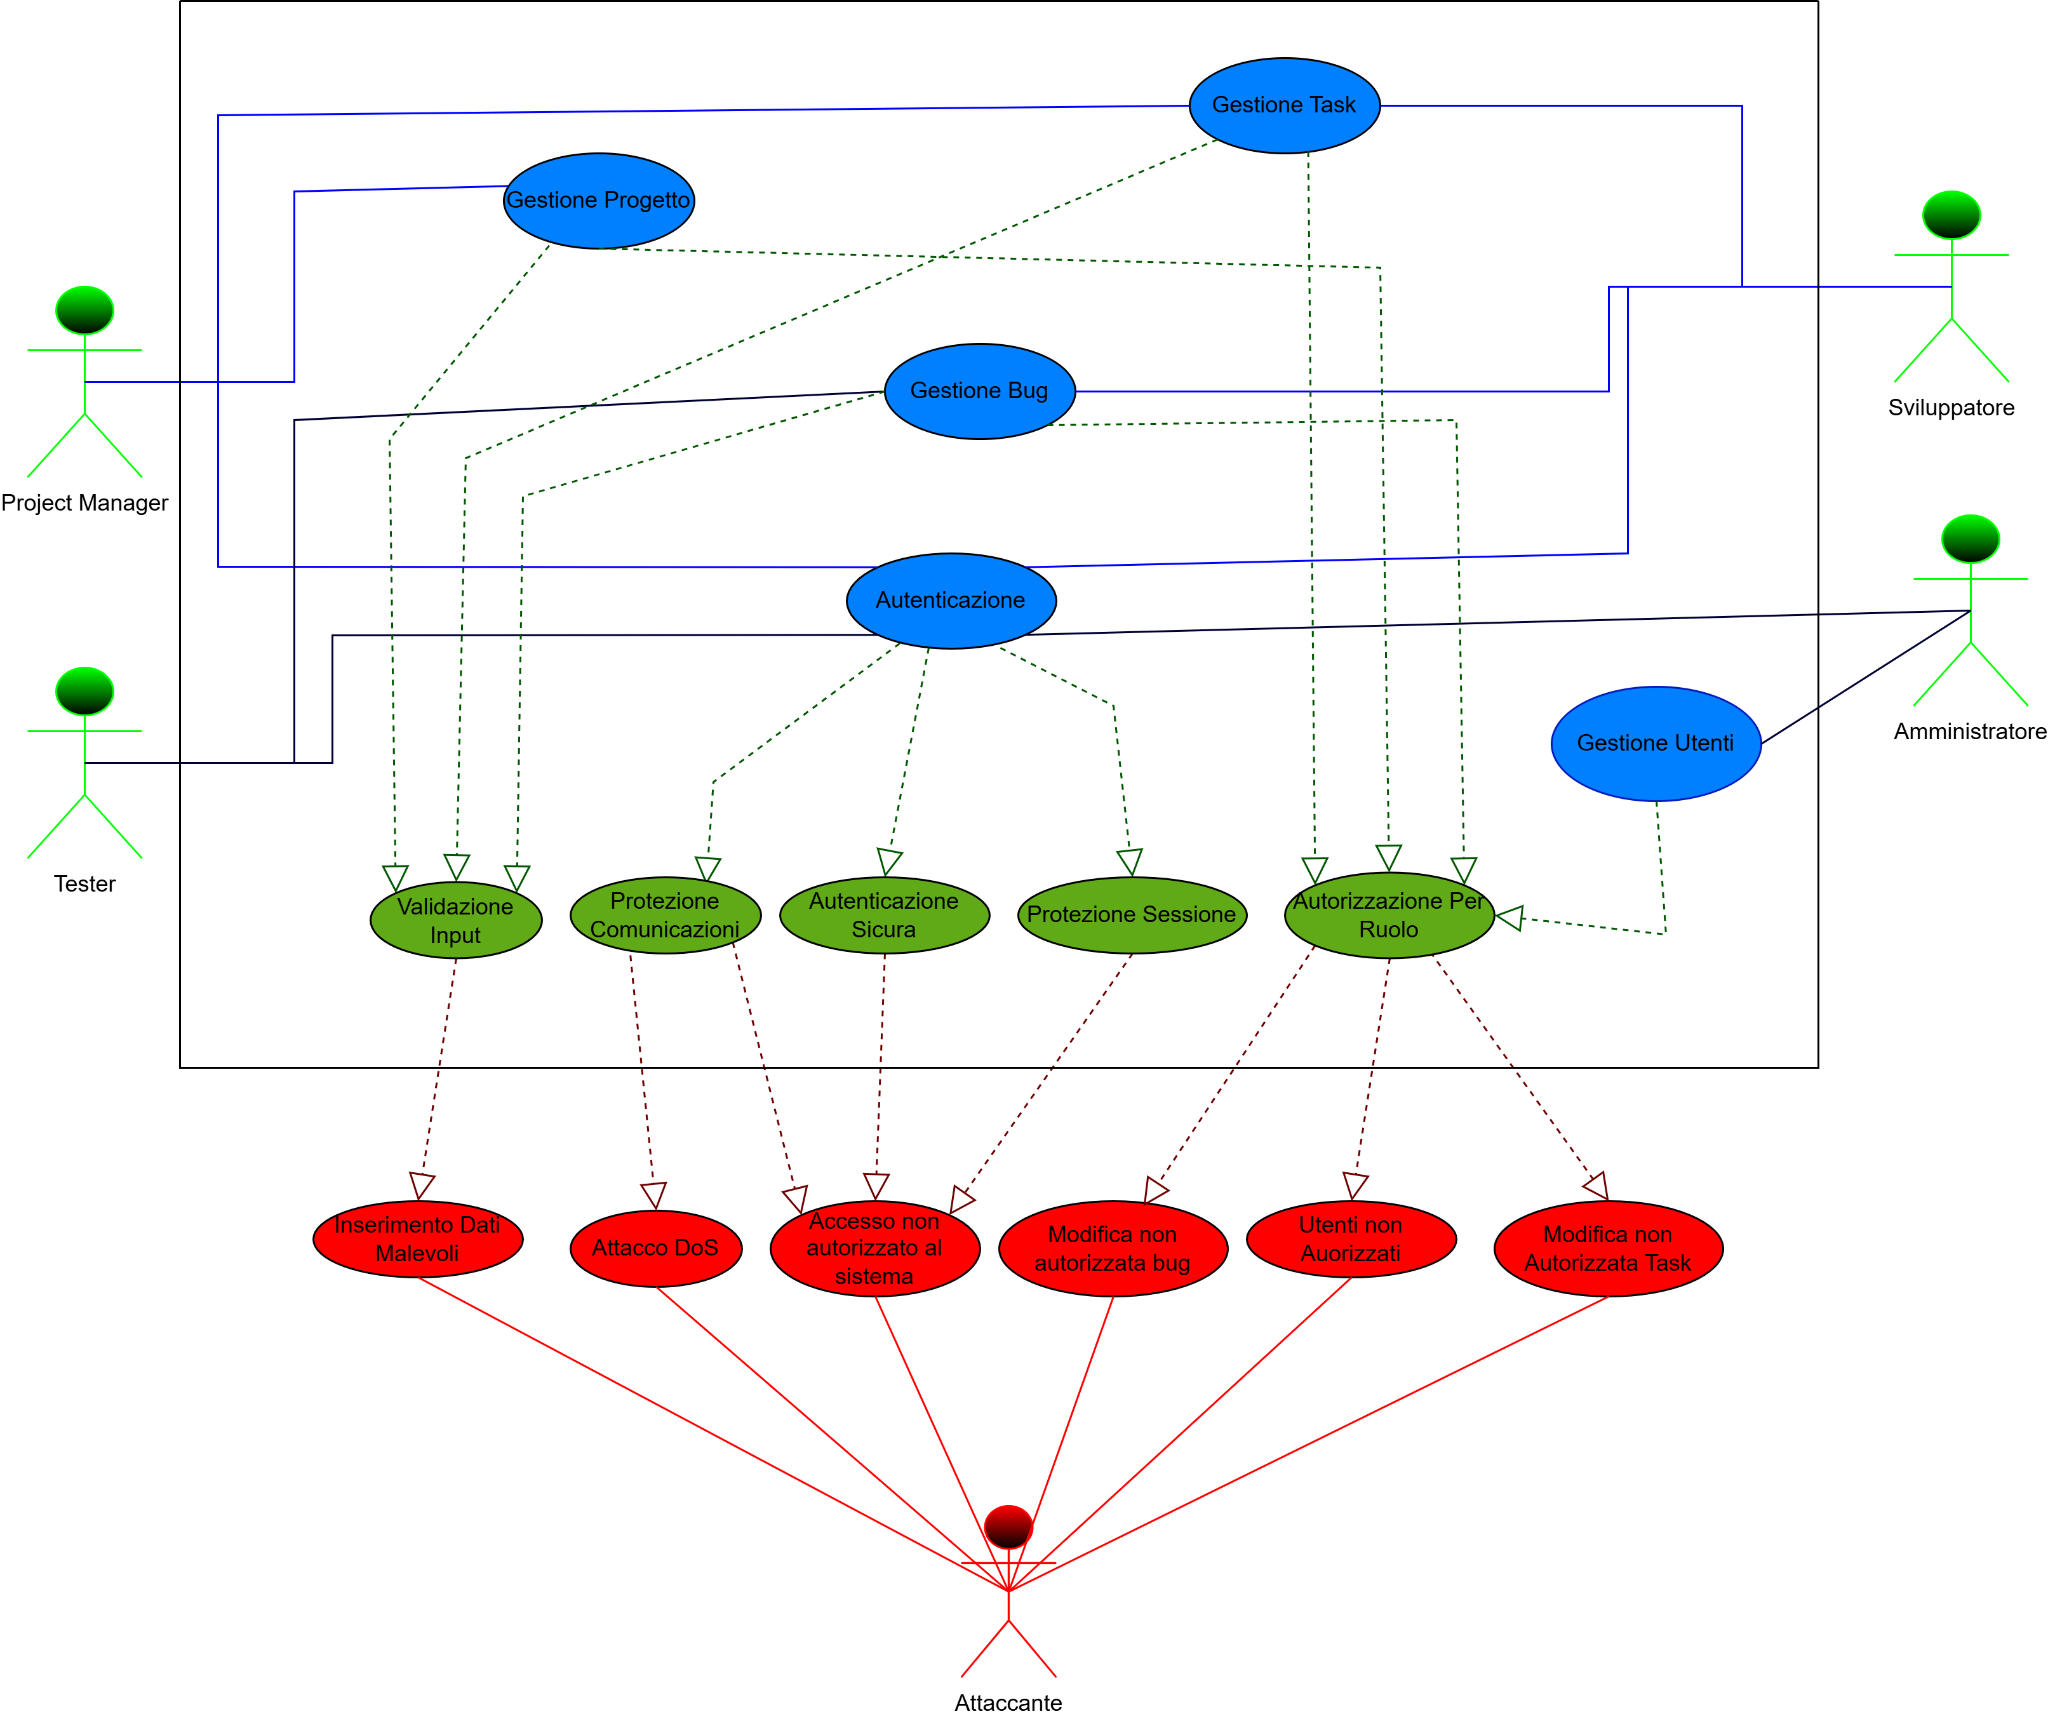 Gestione Task
Gestione Progetto
Gestione Bug
Sviluppatore
Project Manager
Autenticazione
Amministratore
Gestione Utenti
Tester
Validazione
Input
Protezione
Comunicazioni
Autenticazione
Sicura
Protezione Sessione
Autorizzazione Per
Ruolo
Inserimento Dati
Malevoli
Attacco DoS
Accesso non
autorizzato al
sistema
Modifica non
autorizzata bug
Utenti non
Auorizzati
Modifica non
Autorizzata Task
Attaccante